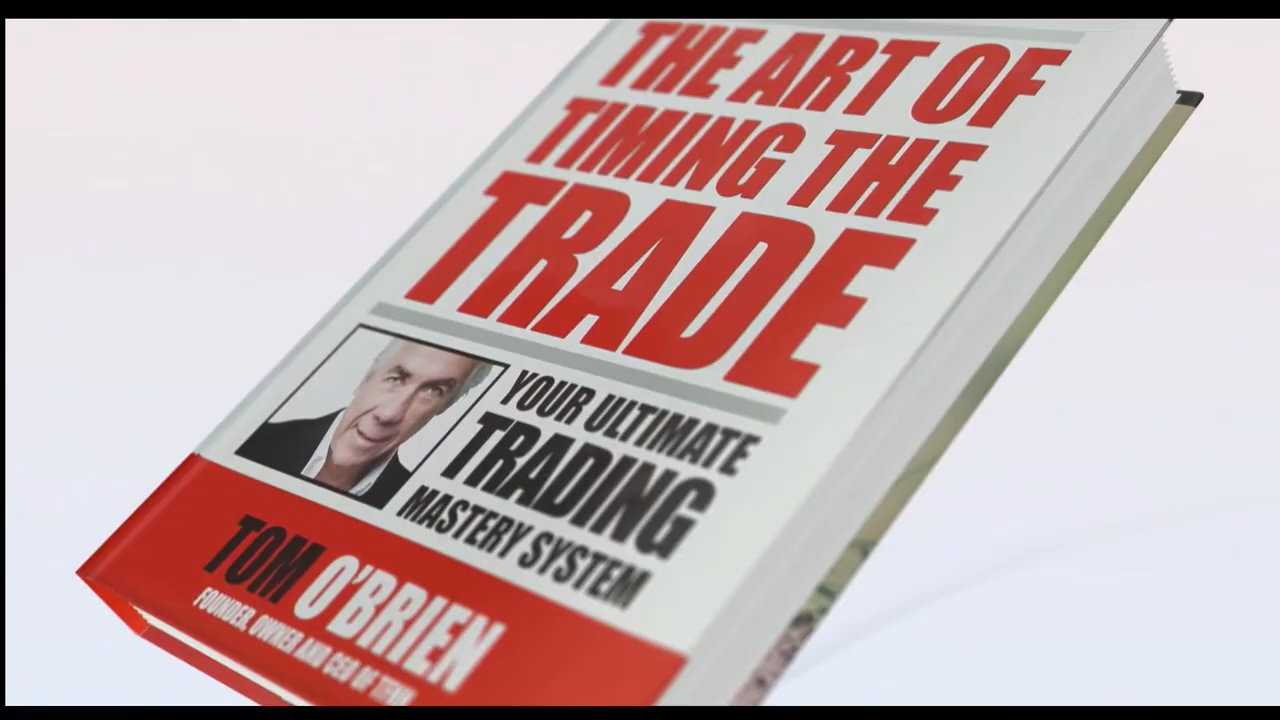 THE ART OF
TIMING THE
TRADE
YOUR ULTIMATE
TRADING
MASTERY SYSTEM
TOM O'BRIEN
FOUNDER, OWNER AND CEO OF